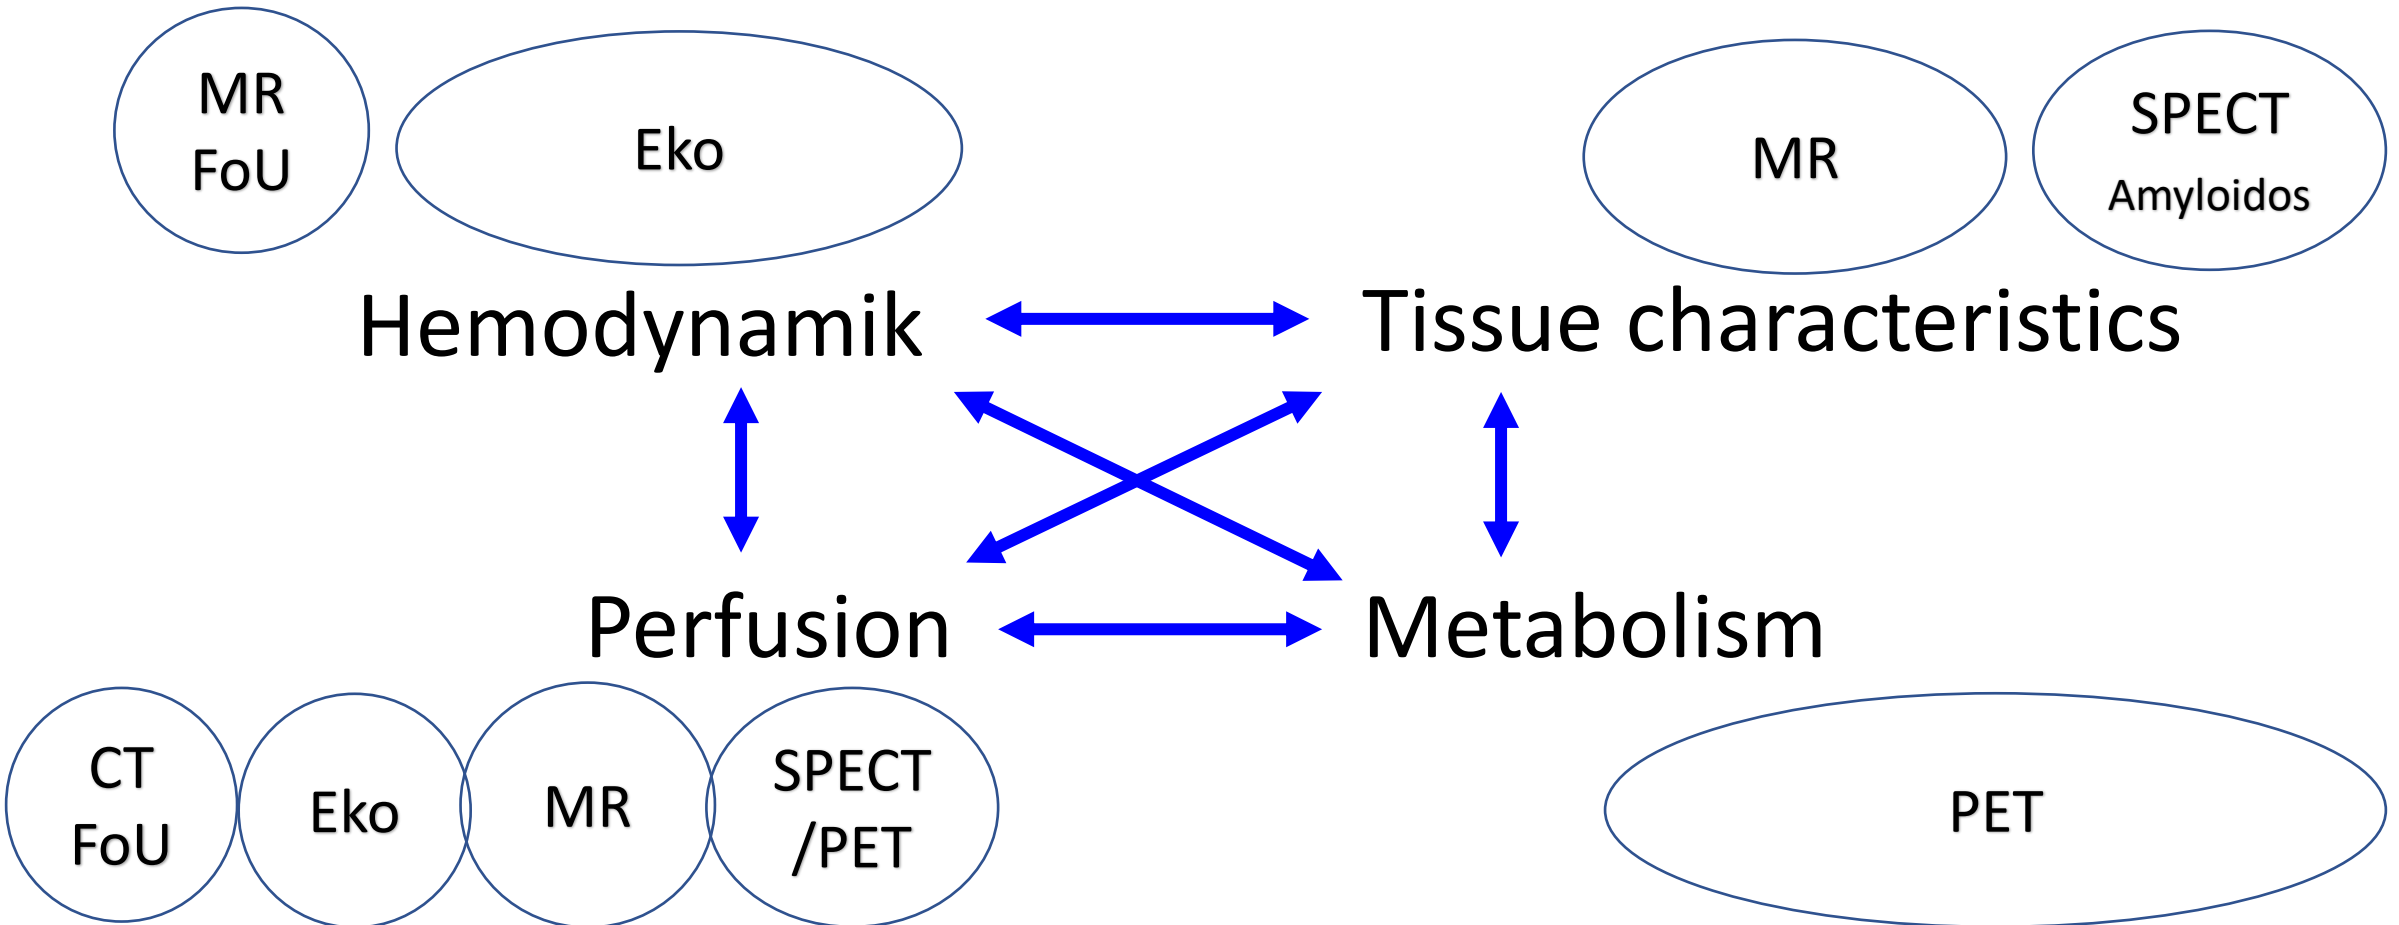 MR
FoU
Eko
MR
SPECT
Amyloidos
Hemodynamik
Tissue characteristics
Perfusion
Metabolism
CT
FoU
Eko
MR
SPECT
/PET
PET